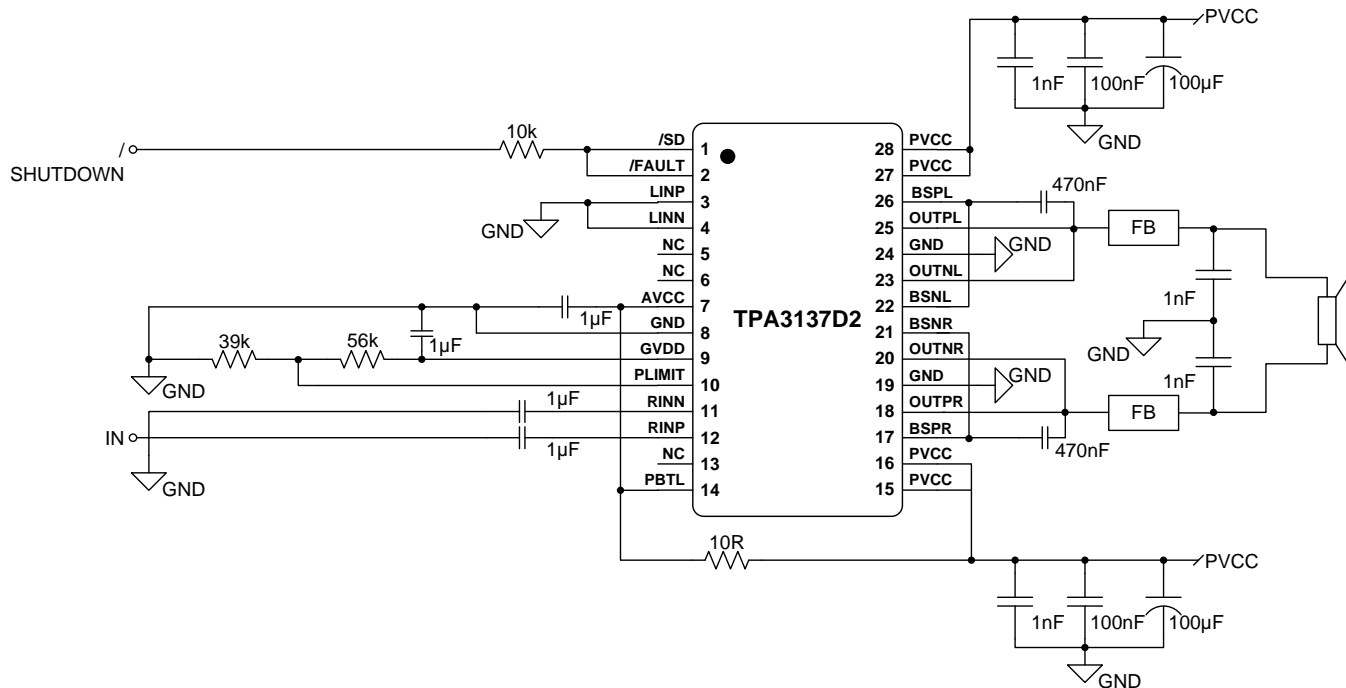 PVCC
1nF
100nF
100µF
GND
/
SHUTDOWN
10k
/SD
1
/FAULT
2
LINP
3
GND
LINN
4
NC
5
NC
6
AVCC
7
1µF
GND
8
1µF
39k
56k
GVDD
9
GND
PLIMIT
10
1µF
RINN
11
IN
RINP
12
1µF
NC
13
GND
PBTL
14
TPA3137D2
28
PVCC
27
PVCC
470nF
26
BSPL
25
OUTPL
FB
24
GND
GND
23
OUTNL
1nF
22
BSNL
21
BSNR
GND
20
OUTNR
1nF
19
GND
GND
18
OUTPR
FB
17
BSPR
470nF
16
PVCC
15
PVCC
10R
PVCC
1nF
100nF
100µF
GND